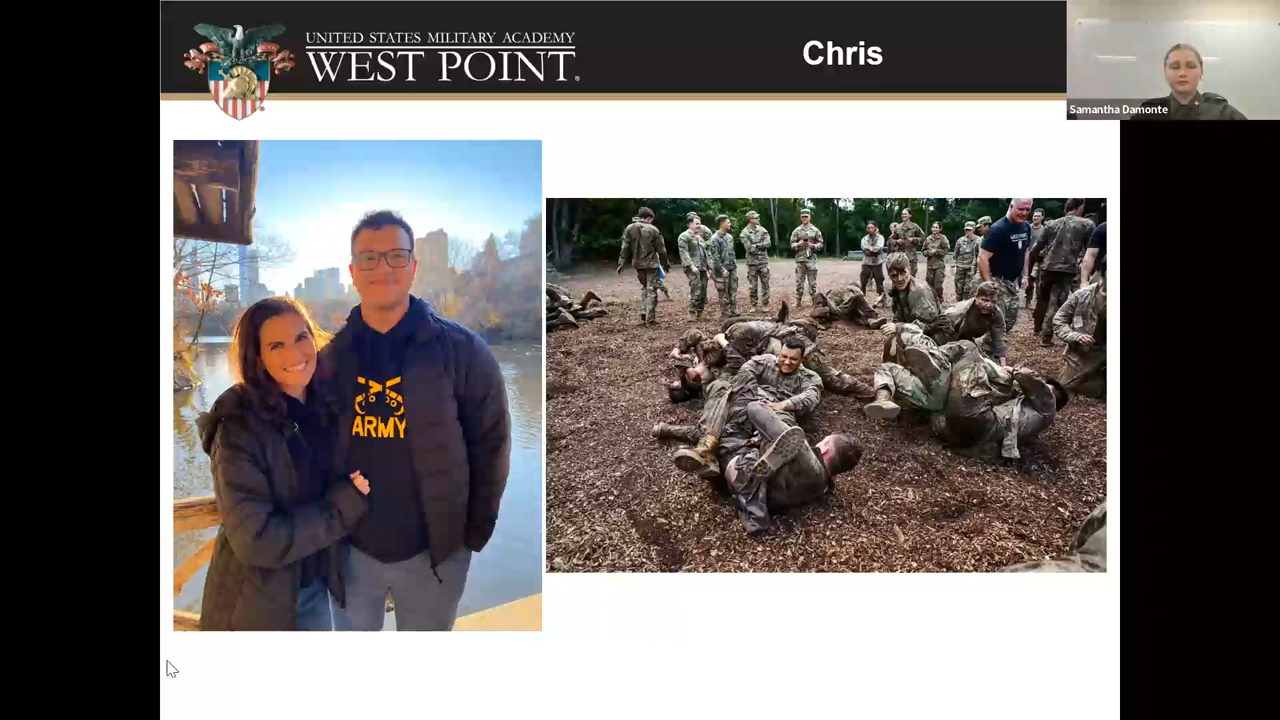 UNITED STATES MILITARY ACADEMY
WEST POINT®
Chris
Samantha Damonte
ARMY